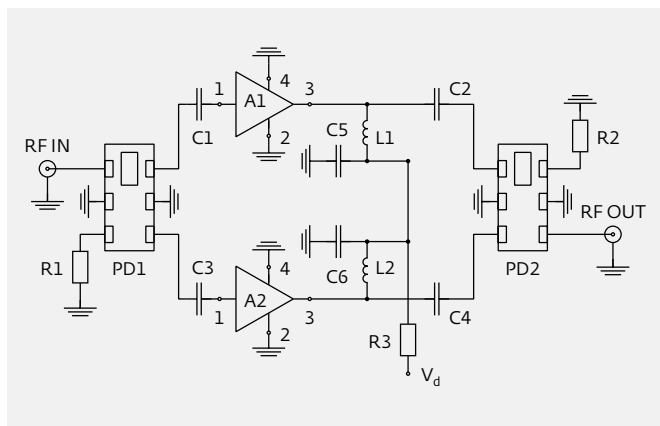 1
A1
4
3
2
C1
C2
C5
L1
R2
RF IN
RF OUT
R1
PD1
PD2
C3
1
A2
4
3
2
C6
L2
C4
R3
Vd